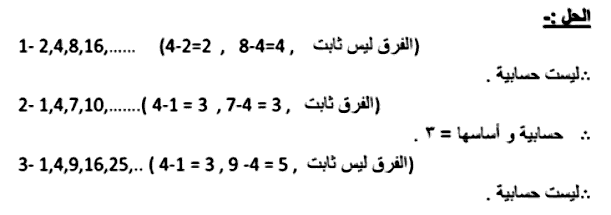 الحل :-
1- 2,4,8,16,...... (4-2=2 , 8-4=4 , الفرق ليس ثابت)
∴ليست حسابية .
2- 1,4,7,10,.......( 4-1 = 3 , 7-4 = 3 , الفرق ثابت)
∴ حسابية و أساسها = ٣ .
3- 1,4,9,16,25,.. ( 4-1 = 3 , 9 -4 = 5 , الفرق ليس ثابت)
∴ليست حسابية .